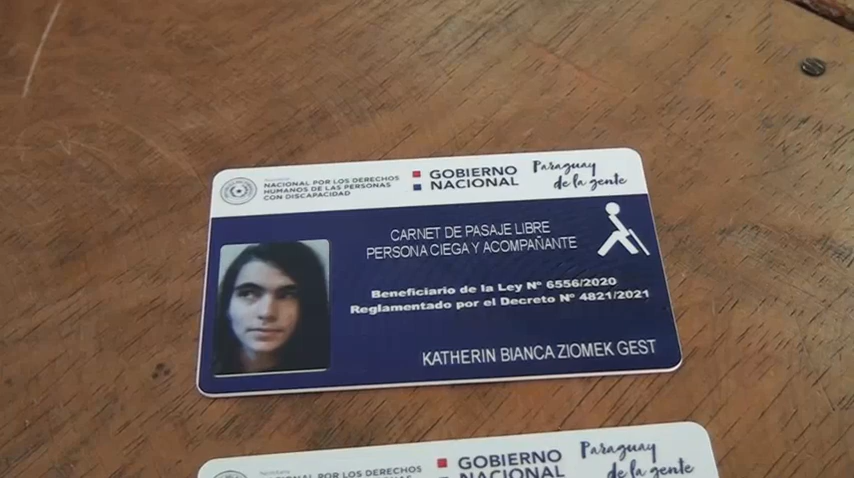 NACIONAL POR LOS DERECHOS
HUMANOS DE LAS PERSONAS
CON DISCAPACIDAD
GOBIERNO
NACIONAL
Paraguay
de la gente
CARNET DE PASAJE LIBRE
PERSONA CIEGA Y ACOMPAÑANTE
Beneficiario de la Ley Nº 6556/2020
Reglamentado por el Decreto Nº 4821/2021
KATHERIN BIANCA ZIOMEK GEST
NACIONAL POR LOS DERECHOS
GOBIERNO
NACIONAL
Paraguay
de la gente